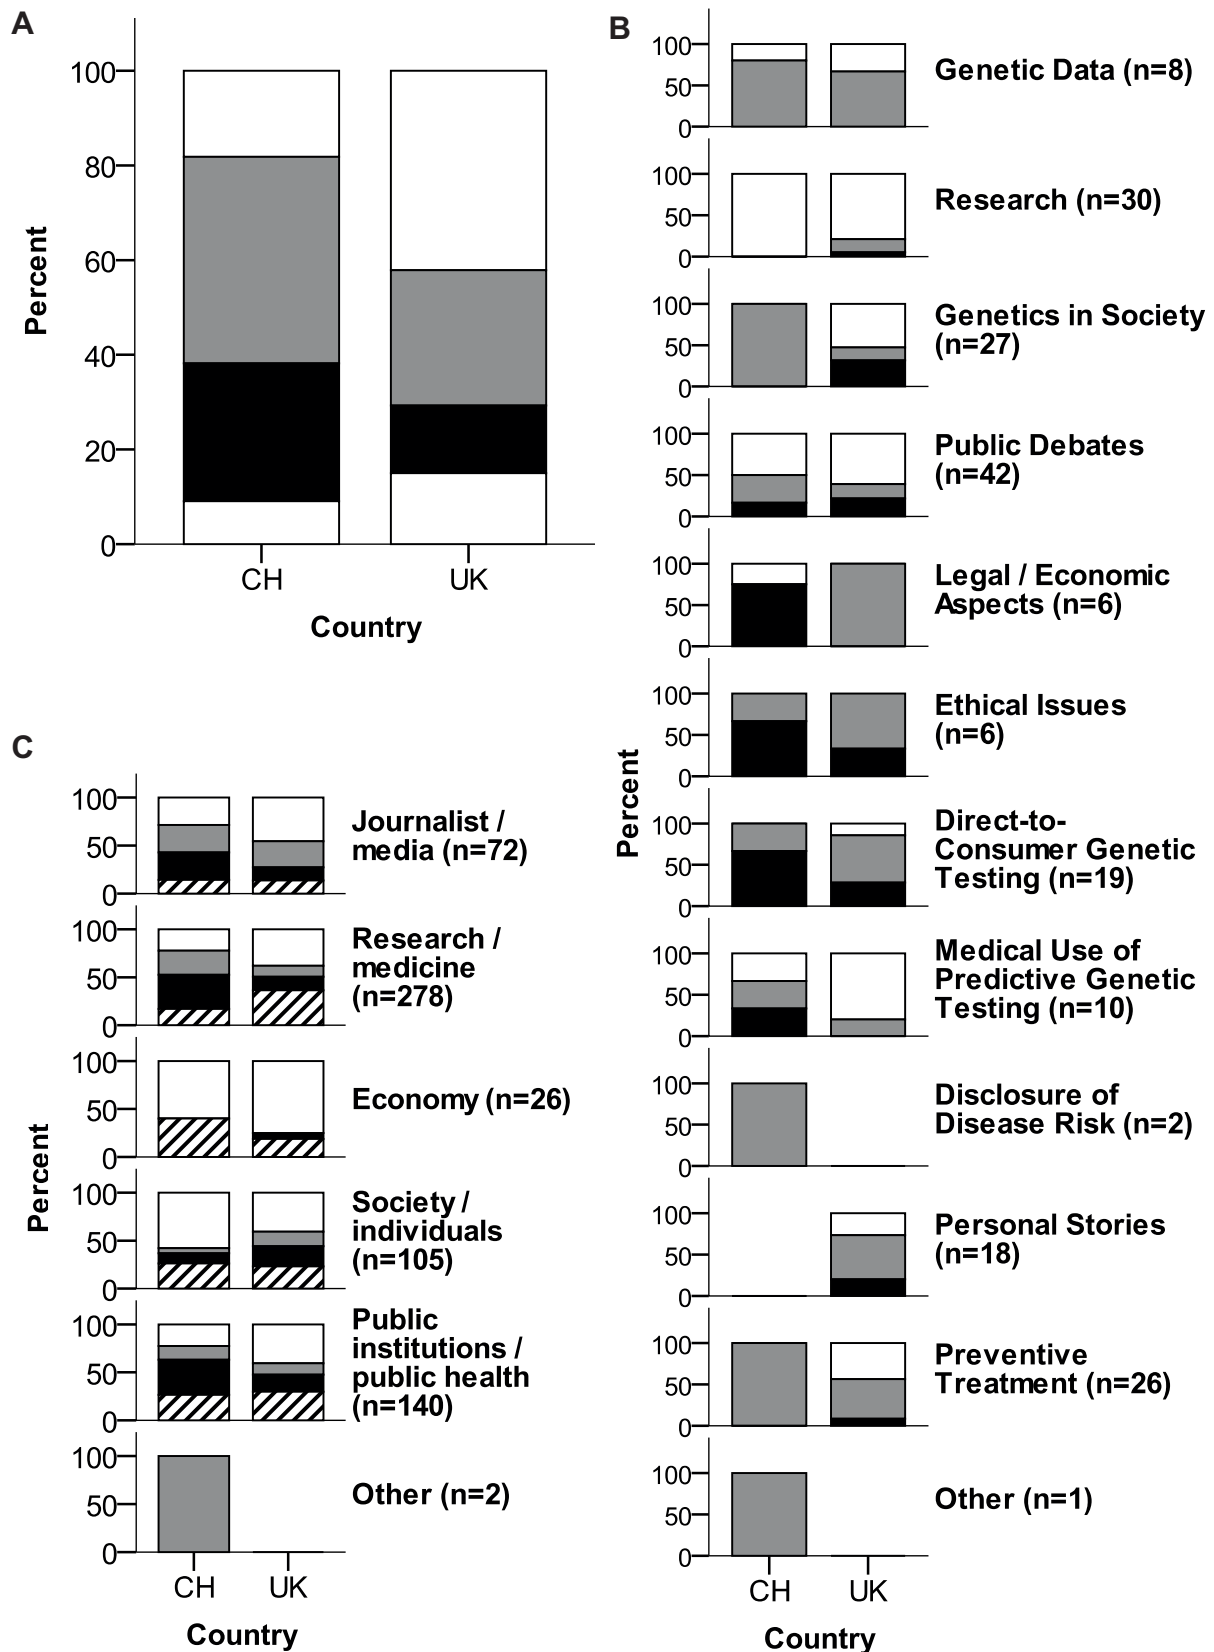 A
100
80
60
40
20
0
Percent
CH
UK
Country
B
Percent
100
50
0
Genetic Data (n=8)
100
50
0
Research (n=30)
100
50
0
Genetics in Society
(n=27)
100
50
0
Public Debates
(n=42)
100
50
0
Legal / Economic
Aspects (n=6)
100
50
0
Ethical Issues
(n=6)
100
50
0
Direct-to-
Consumer Genetic
Testing (n=19)
100
50
0
Medical Use of
Predictive Genetic
Testing (n=10)
100
50
0
Disclosure of
Disease Risk (n=2)
100
50
0
Personal Stories
(n=18)
100
50
0
Preventive
Treatment (n=26)
100
50
0
Other (n=1)
CH
UK
Country
C
Percent
100
50
0
Journalist /
media (n=72)
100
50
0
Research /
medicine
(n=278)
100
50
0
Economy (n=26)
100
50
0
Society /
individuals
(n=105)
100
50
0
Public
institutions /
public health
(n=140)
100
50
0
Other (n=2)
CH
UK
Country